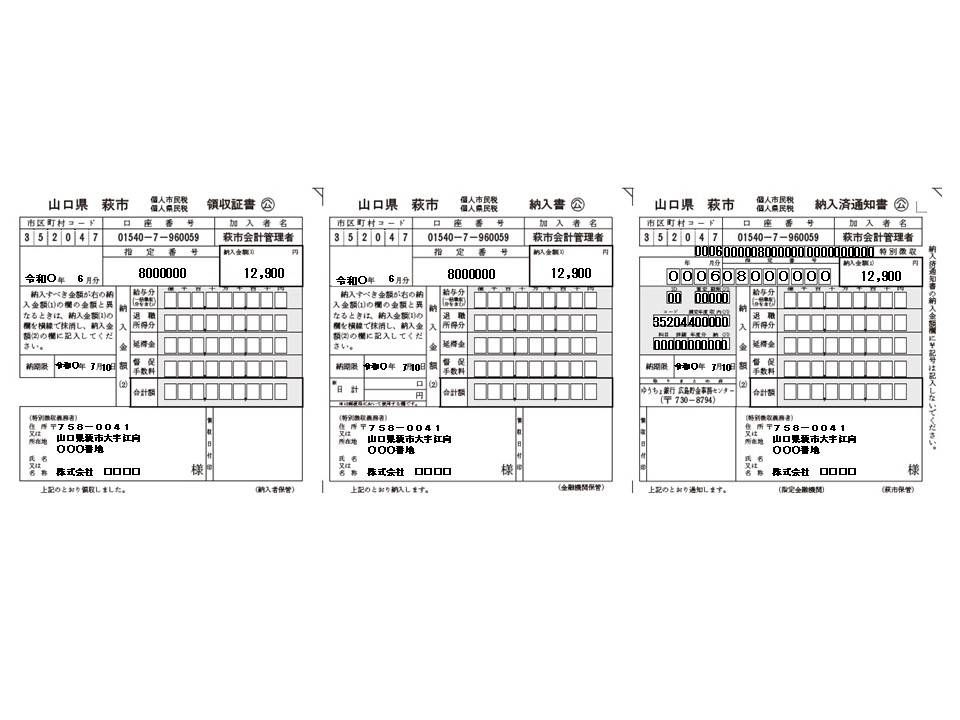 山口県 萩市 個人市民税 個人県民税 領収証書 公
市区町村コード 口座番号 加入者名
352047 01540-7-960059 萩市会計管理者
指定番号 納入金額(1) 円
令和〇年 6月分 8000000 12,900
納入すべき金額が右の納
入金額(1)の欄の金額と異
なるときは、納入金額(1)の
欄を横線で抹消し、納入金
額(2)の欄に記入してくだ
さい。
納入金額(2)
億千百十万千百十円
給与分
(一括徴収分を含む)
退職所得分
延滞金
督促手数料
合計額
納期限 令和〇年 7月10日
(特別徴収義務者)
住所又は所在地 〒758-0041
山口県萩市大字江向
〇〇〇番地
氏名又は名称 株式会社 □□□□ 様
領収日付印
上記のとおり領収しました。 (納入者保管)
山口県 萩市 個人市民税 個人県民税 納入書 公
市区町村コード 口座番号 加入者名
352047 01540-7-960059 萩市会計管理者
指定番号 納入金額(1) 円
令和〇年 6月分 8000000 12,900
納入すべき金額が右の納
入金額(1)の欄の金額と異
なるときは、納入金額(1)の
欄を横線で抹消し、納入金
額(2)の欄に記入してくだ
さい。
納入金額(2)
億千百十万千百十円
給与分
(一括徴収分を含む)
退職所得分
延滞金
督促手数料
合計額
納期限 令和〇年 7月10日
日計 口 円
(特別徴収義務者)
住所又は所在地 〒758-0041
山口県萩市大字江向
〇〇〇番地
氏名又は名称 株式会社 □□□□ 様
領収日付印
上記のとおり納入します。 (金融機関保管)
山口県 萩市 個人市民税 個人県民税 納入済通知書 公
市区町村コード 口座番号 加入者名
352047 01540-7-960059 萩市会計管理者
特別徴収
年 月分 指定番号 納入金額(1) 円
000608000000 12,900
00 00000
コード
35204400000
00000000000
納入金額(2)
億千百十万千百十円
給与分
(一括徴収分を含む)
退職所得分
延滞金
督促手数料
合計額
納期限 令和〇年 7月10日
取りまとめ局
ゆうちょ銀行 広島貯金事務センター
(〒730-8794)
(特別徴収義務者)
住所又は所在地 〒758-0041
山口県萩市大字江向
〇〇〇番地
氏名又は名称 株式会社 □□□□ 様
領収日付印
上記のとおり通知します。 (指定金融機関) (萩市保管)
納入済通知書の納入金額欄に¥記号は記入しないでください。